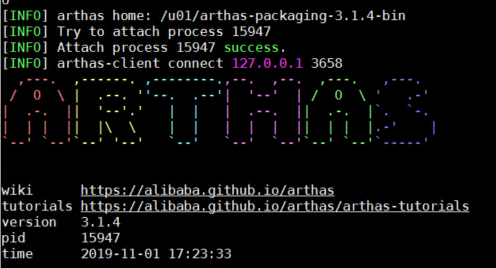 [INFO] arthas home: /u01/arthas-packaging-3.1.4-bin
[INFO] Try to attach process 15947
[INFO] Attach process 15947 success.
[INFO] arthas-client connect 127.0.0.1 3658
ARTHAS
wiki https://alibaba.github.io/arthas
tutorials https://alibaba.github.io/arthas/arthas-tutorials
version 3.1.4
pid 15947
time 2019-11-01 17:23:33